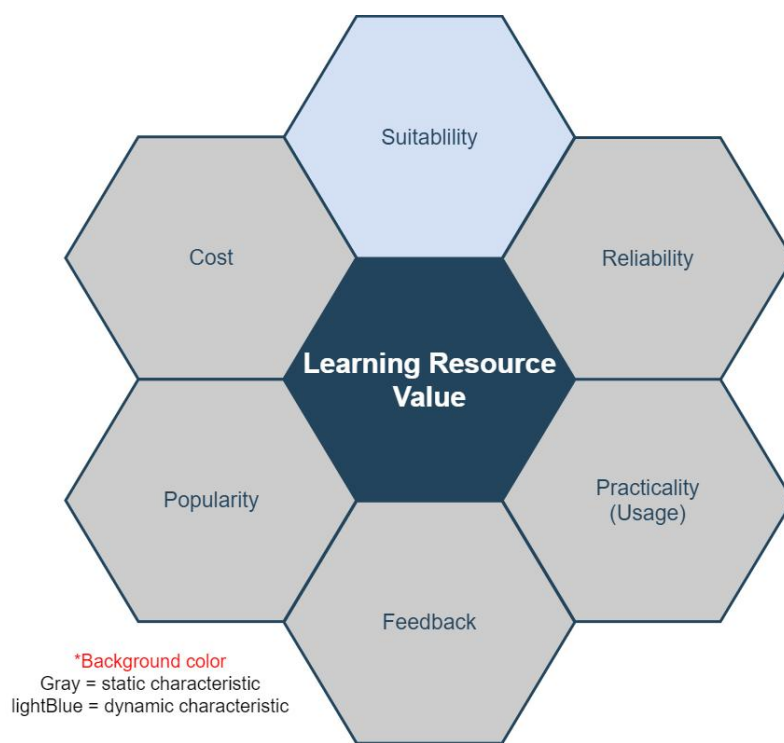 Suitablility
Cost
Reliability
Learning Resource
Value
Popularity
Practicality
(Usage)
Feedback
*Background color
Gray = static characteristic
lightBlue = dynamic characteristic